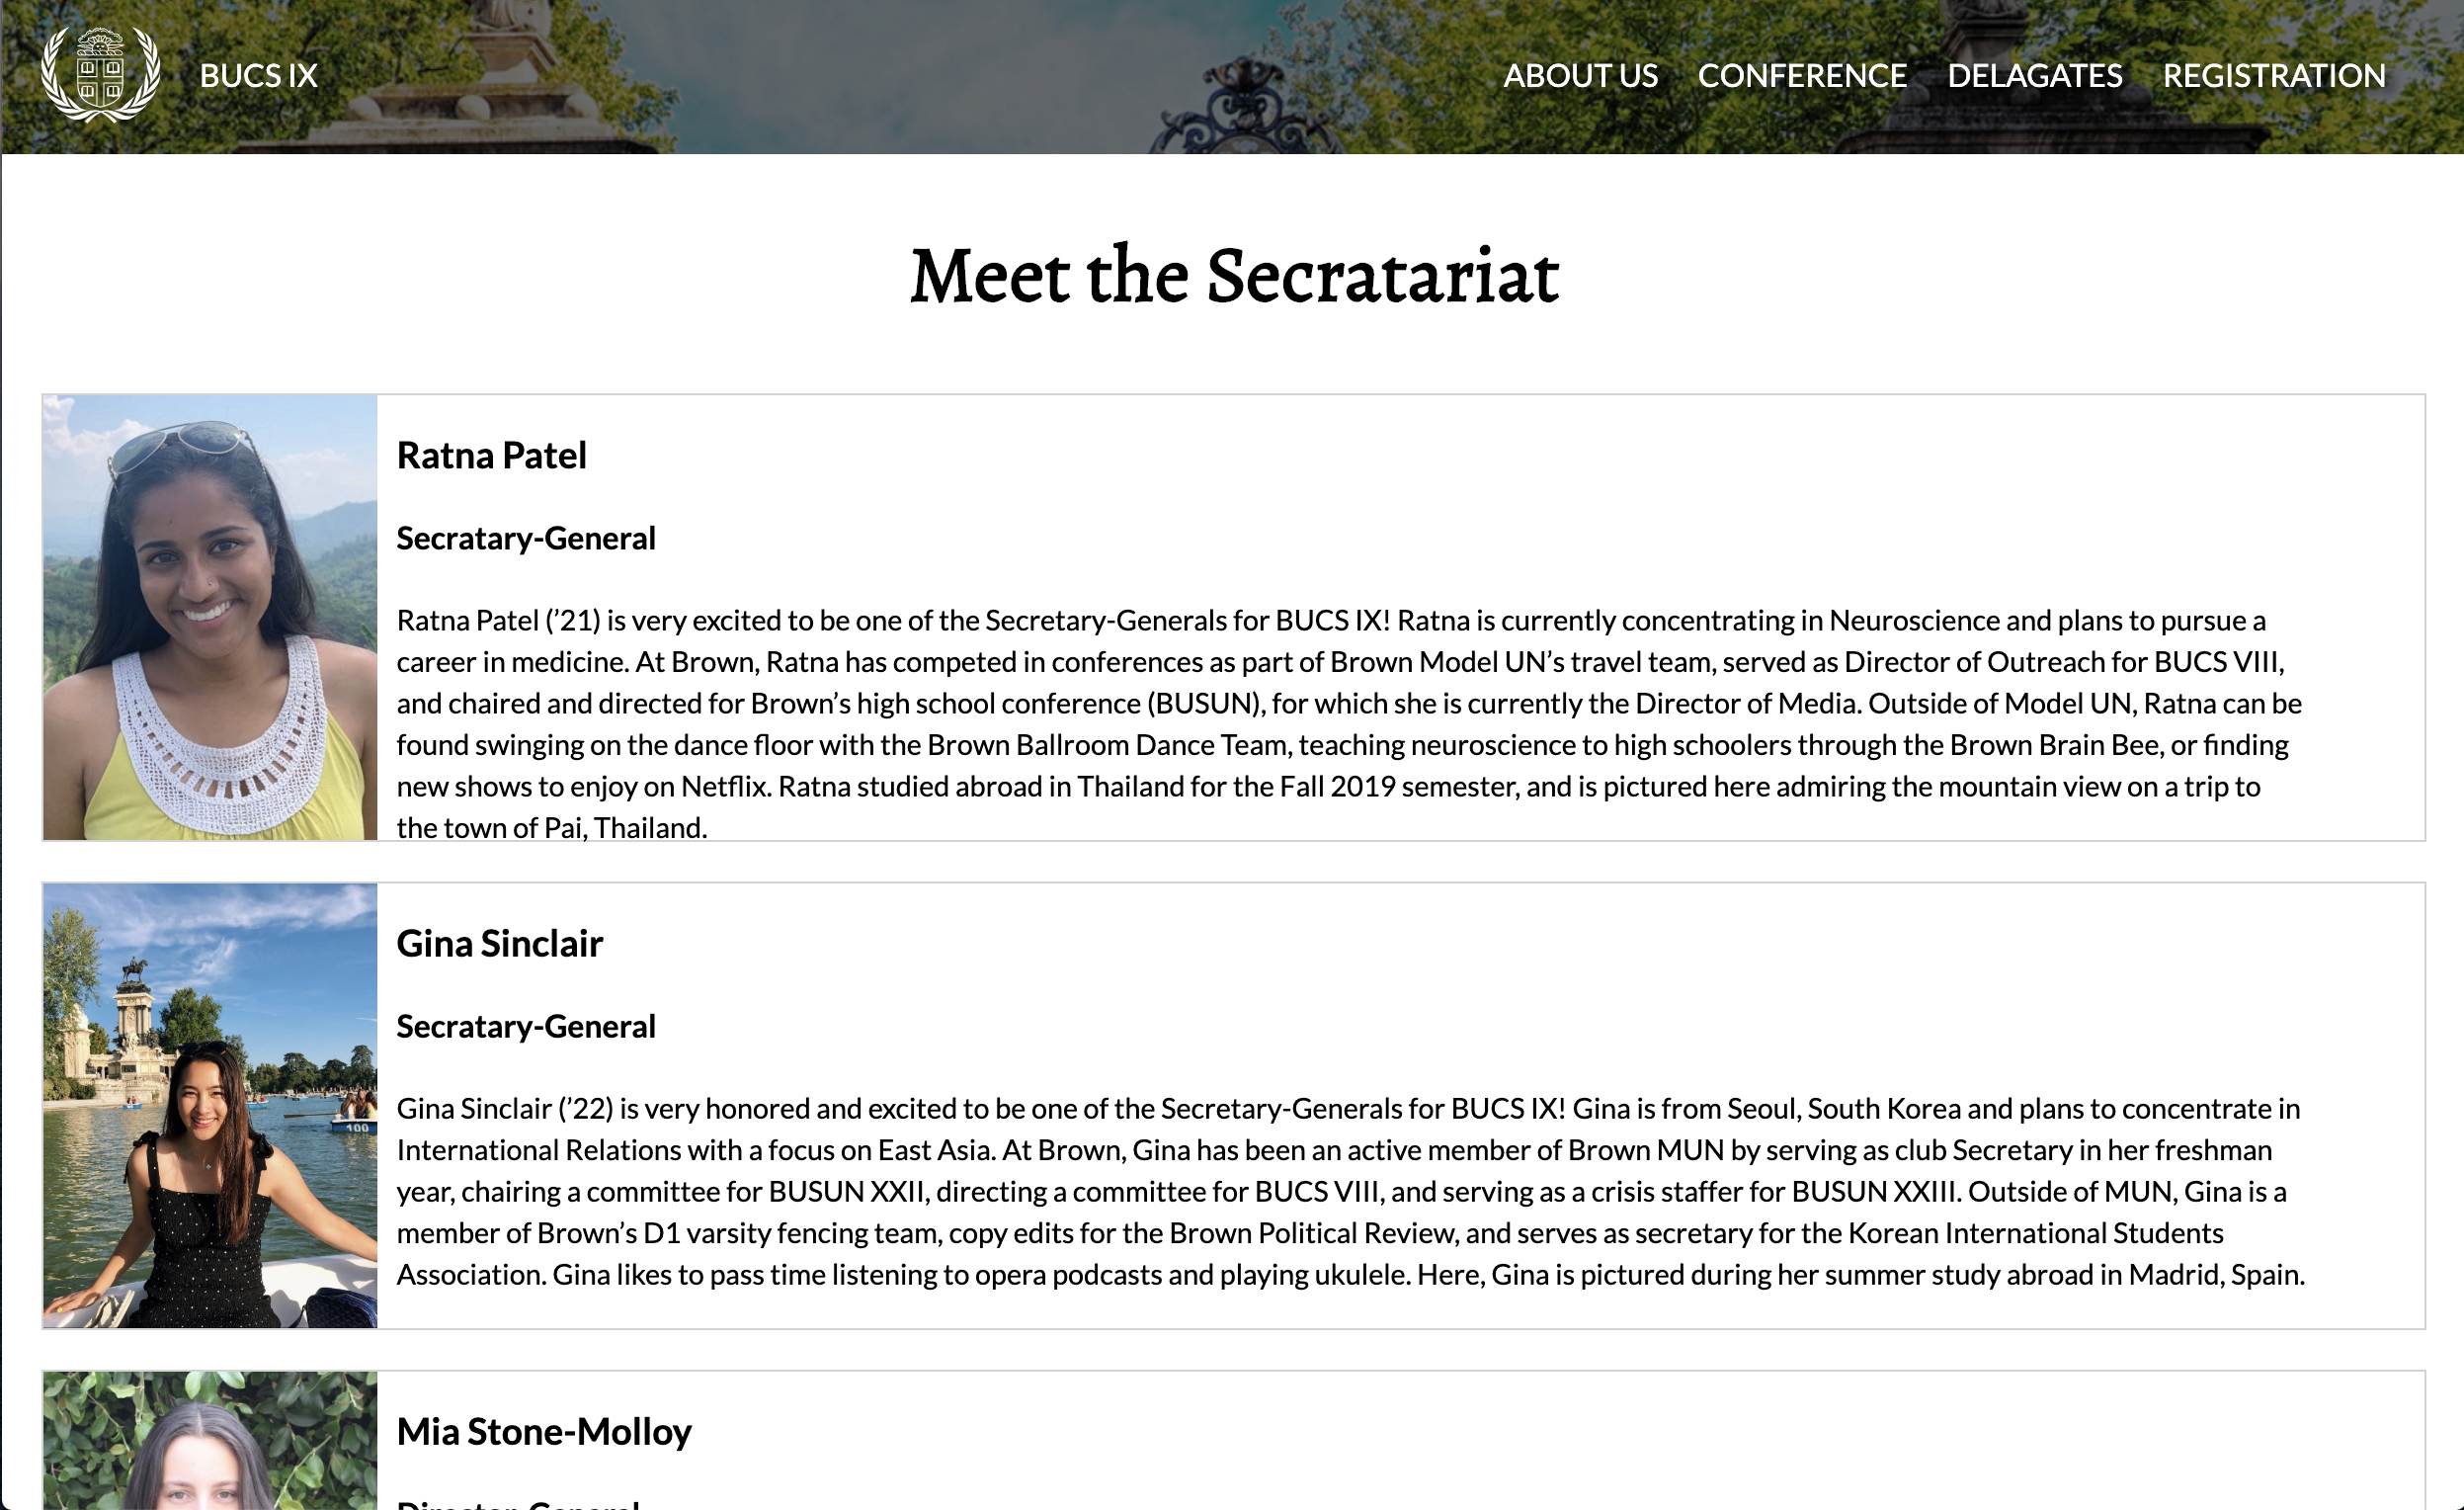 BUCS IX
ABOUT US CONFERENCE DELAGATES REGISTRATION
Meet the Secratariat
Ratna Patel
Secratary-General
Ratna Patel (’21) is very excited to be one of the Secretary-Generals for BUCS IX! Ratna is currently concentrating in Neuroscience and plans to pursue a
career in medicine. At Brown, Ratna has competed in conferences as part of Brown Model UN’s travel team, served as Director of Outreach for BUCS VIII,
and chaired and directed for Brown’s high school conference (BUSUN), for which she is currently the Director of Media. Outside of Model UN, Ratna can be
found swinging on the dance floor with the Brown Ballroom Dance Team, teaching neuroscience to high schoolers through the Brown Brain Bee, or finding
new shows to enjoy on Netflix. Ratna studied abroad in Thailand for the Fall 2019 semester, and is pictured here admiring the mountain view on a trip to
the town of Pai, Thailand.
Gina Sinclair
Secratary-General
Gina Sinclair (’22) is very honored and excited to be one of the Secretary-Generals for BUCS IX! Gina is from Seoul, South Korea and plans to concentrate in
International Relations with a focus on East Asia. At Brown, Gina has been an active member of Brown MUN by serving as club Secretary in her freshman
year, chairing a committee for BUSUN XXII, directing a committee for BUCS VIII, and serving as a crisis staffer for BUSUN XXIII. Outside of MUN, Gina is a
member of Brown’s D1 varsity fencing team, copy edits for the Brown Political Review, and serves as secretary for the Korean International Students
Association. Gina likes to pass time listening to opera podcasts and playing ukulele. Here, Gina is pictured during her summer study abroad in Madrid, Spain.
100
Mia Stone-Molloy
Director-General